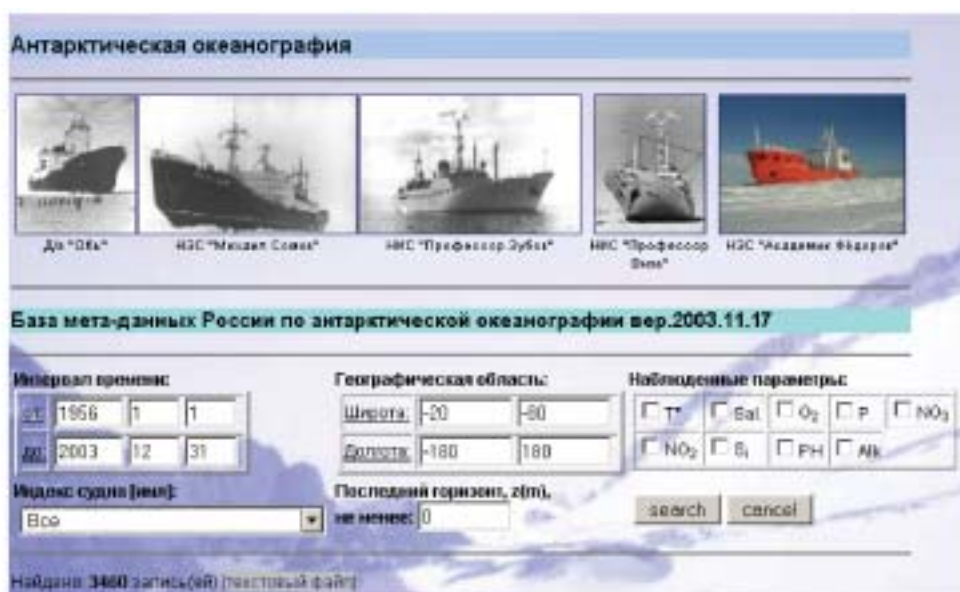 Антарктическая океанография
Д/э "Обь"
НЭС "Михаил Сомов"
НИС "Профессор Зубов"
НИС "Профессор
Визе"
НЭС "Академик Фёдоров"
База мета-данных России по антарктической океанографии вер.2003.11.17
Интервал времени:
Географическая область:
Наблюденные параметры:
от: 1956 1 1
Широта: -20 -80
T° Sal. O₂ P NO₃
до: 2003 12 31
Долгота: -180 180
NO₂ Si PH Alk
Индекс судна [имя]:
Последний горизонт, z(m),
Все
не менее: 0
search cancel
Найдено: 3460 запись(ей) [текстовый файл]